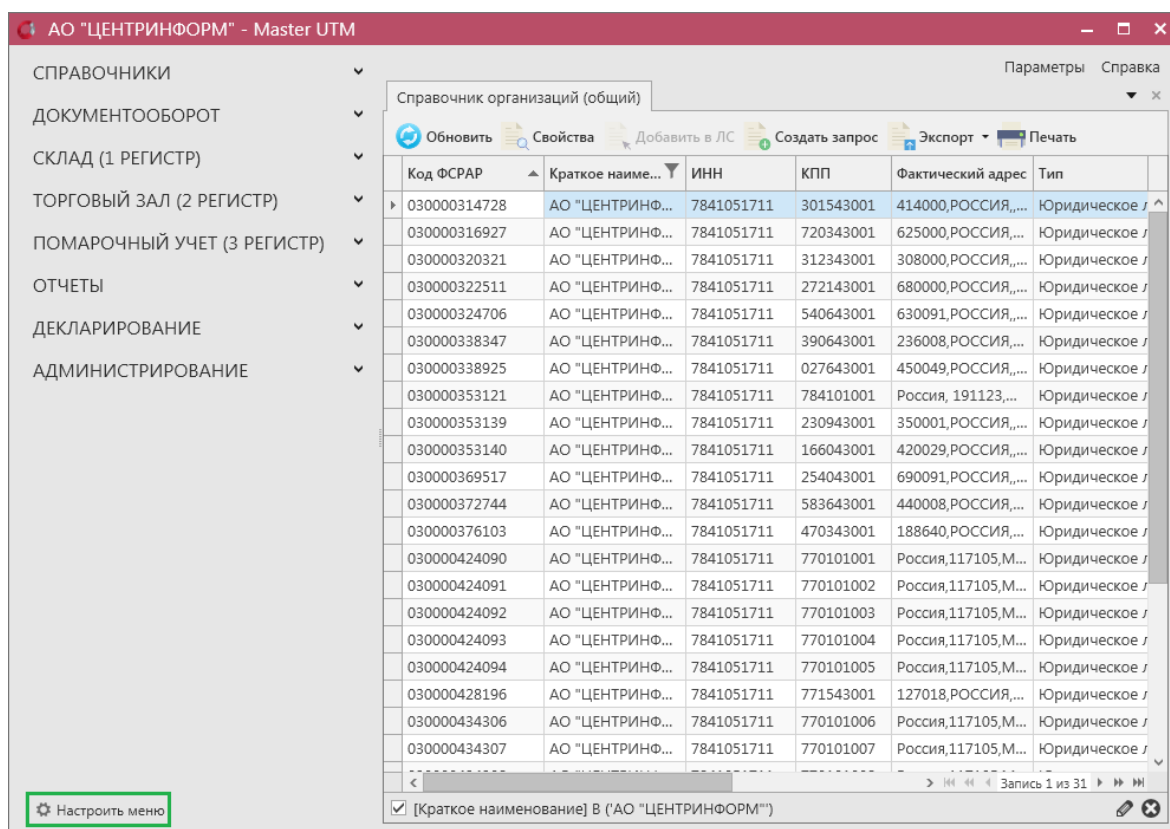 АО "ЦЕНТРИНФОРМ" - Master UTM
Параметры Справка
СПРАВОЧНИКИ
ДОКУМЕНТООБОРОТ
СКЛАД (1 РЕГИСТР)
ТОРГОВЫЙ ЗАЛ (2 РЕГИСТР)
ПОМАРОЧНЫЙ УЧЕТ (3 РЕГИСТР)
ОТЧЕТЫ
ДЕКЛАРИРОВАНИЕ
АДМИНИСТРИРОВАНИЕ
Настроить меню
Справочник организаций (общий)
Обновить Свойства Добавить в ЛС Создать запрос Экспорт Печать
Код ФСРАР Краткое наиме... ИНН КПП Фактический адрес Тип
030000314728 АО "ЦЕНТРИНФ... 7841051711 301543001 414000,РОССИЯ,,... Юридическое л
030000316927 АО "ЦЕНТРИНФ... 7841051711 720343001 625000,РОССИЯ,... Юридическое л
030000320321 АО "ЦЕНТРИНФ... 7841051711 312343001 308000,РОССИЯ,,... Юридическое л
030000322511 АО "ЦЕНТРИНФ... 7841051711 272143001 680000,РОССИЯ,,... Юридическое л
030000324706 АО "ЦЕНТРИНФ... 7841051711 540643001 630091,РОССИЯ,,... Юридическое л
030000338347 АО "ЦЕНТРИНФ... 7841051711 390643001 236008,РОССИЯ,,... Юридическое л
030000338925 АО "ЦЕНТРИНФ... 7841051711 027643001 450049,РОССИЯ,,... Юридическое л
030000353121 АО "ЦЕНТРИНФ... 7841051711 784101001 Россия, 191123,... Юридическое л
030000353139 АО "ЦЕНТРИНФ... 7841051711 230943001 350001,РОССИЯ,,... Юридическое л
030000353140 АО "ЦЕНТРИНФ... 7841051711 166043001 420029,РОССИЯ,,... Юридическое л
030000369517 АО "ЦЕНТРИНФ... 7841051711 254043001 690091,РОССИЯ,,... Юридическое л
030000372744 АО "ЦЕНТРИНФ... 7841051711 583643001 440008,РОССИЯ,... Юридическое л
030000376103 АО "ЦЕНТРИНФ... 7841051711 470343001 188640,РОССИЯ,... Юридическое л
030000424090 АО "ЦЕНТРИНФ... 7841051711 770101001 Россия,117105,М... Юридическое л
030000424091 АО "ЦЕНТРИНФ... 7841051711 770101002 Россия,117105,М... Юридическое л
030000424092 АО "ЦЕНТРИНФ... 7841051711 770101003 Россия,117105,М... Юридическое л
030000424093 АО "ЦЕНТРИНФ... 7841051711 770101004 Россия,117105,М... Юридическое л
030000424094 АО "ЦЕНТРИНФ... 7841051711 770101005 Россия,117105,М... Юридическое л
030000428196 АО "ЦЕНТРИНФ... 7841051711 771543001 127018,РОССИЯ,... Юридическое л
030000434306 АО "ЦЕНТРИНФ... 7841051711 770101006 Россия,117105,М... Юридическое л
030000434307 АО "ЦЕНТРИНФ... 7841051711 770101007 Россия,117105,М... Юридическое л
Запись 1 из 31
[Краткое наименование] В ('АО "ЦЕНТРИНФОРМ"')